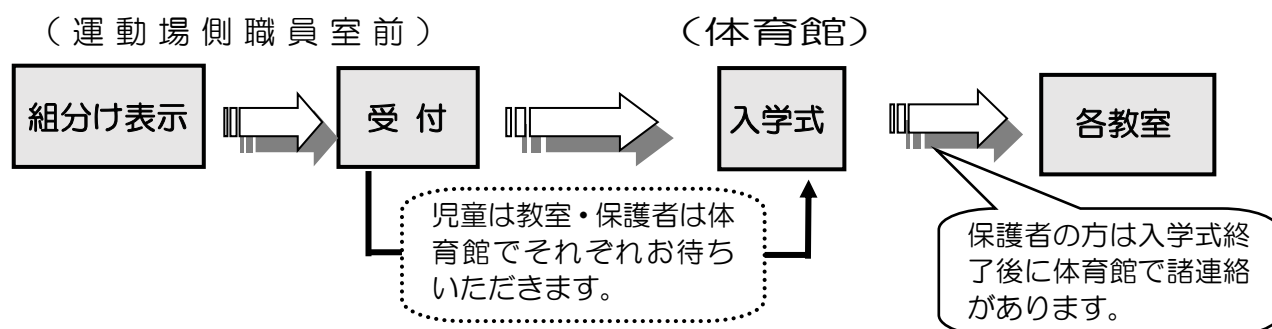 （運動場側職員室前）
（体育館）
組分け表示
受 付
入学式
各教室
児童は教室・保護者は体
育館でそれぞれお待ち
いただきます。
保護者の方は入学式終
了後に体育館で諸連絡
があります。